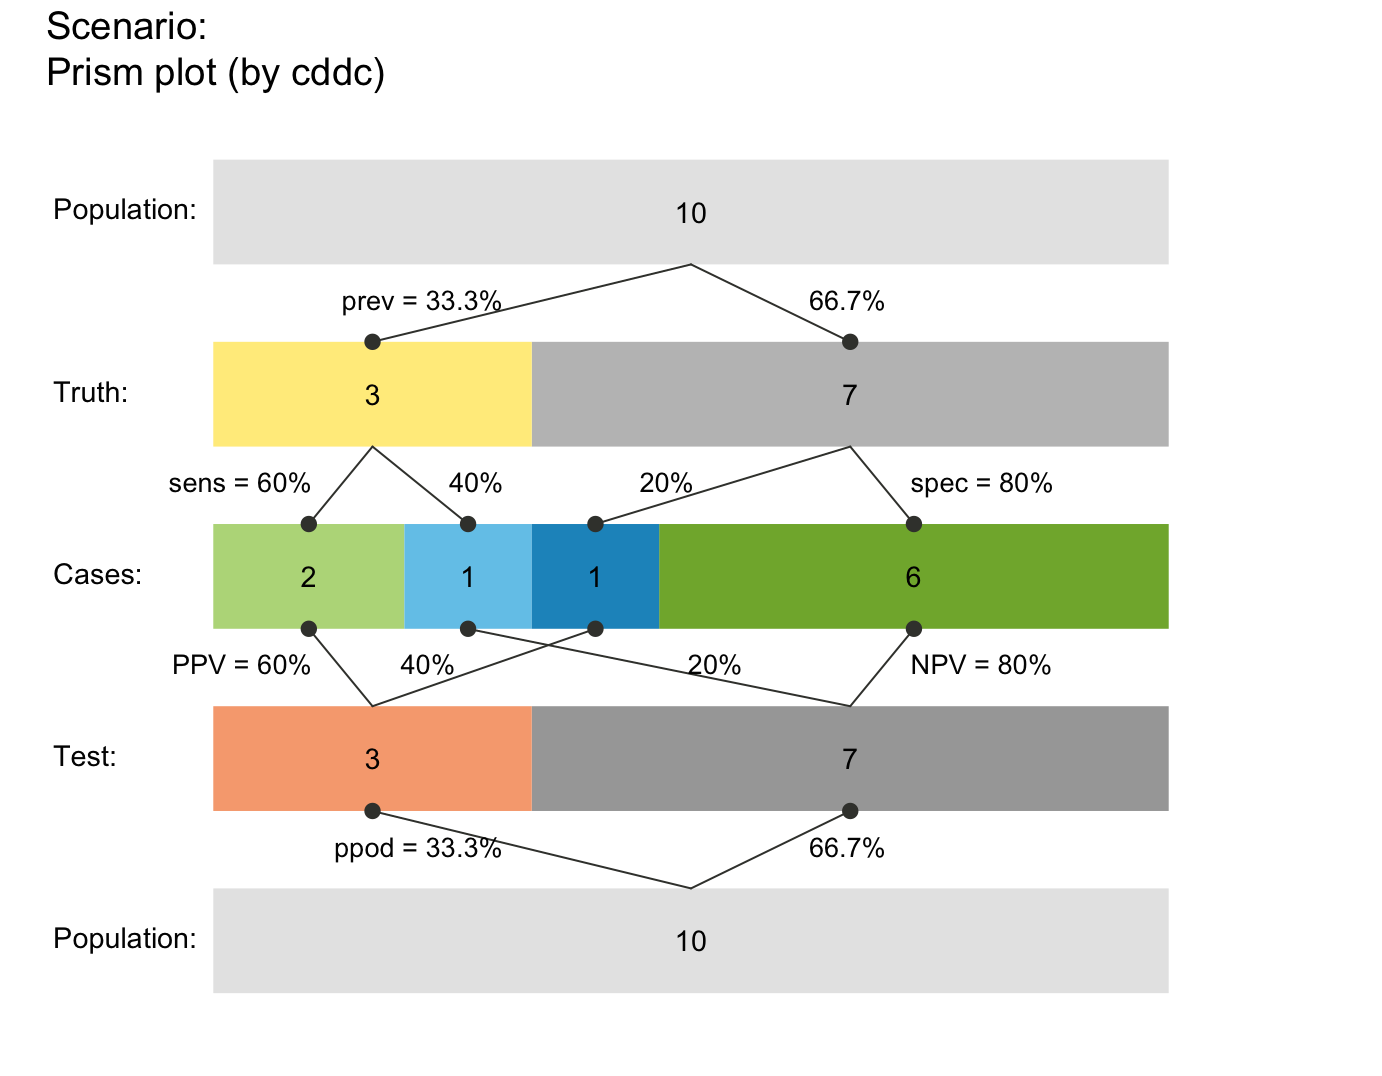 Scenario:
Prism plot (by cddc)
Population:
10
prev = 33.3%
66.7%
Truth:
3
7
sens = 60%
40%
20%
spec = 80%
Cases:
2
1
1
6
PPV = 60%
40%
20%
NPV = 80%
Test:
3
7
ppod = 33.3%
66.7%
Population:
10